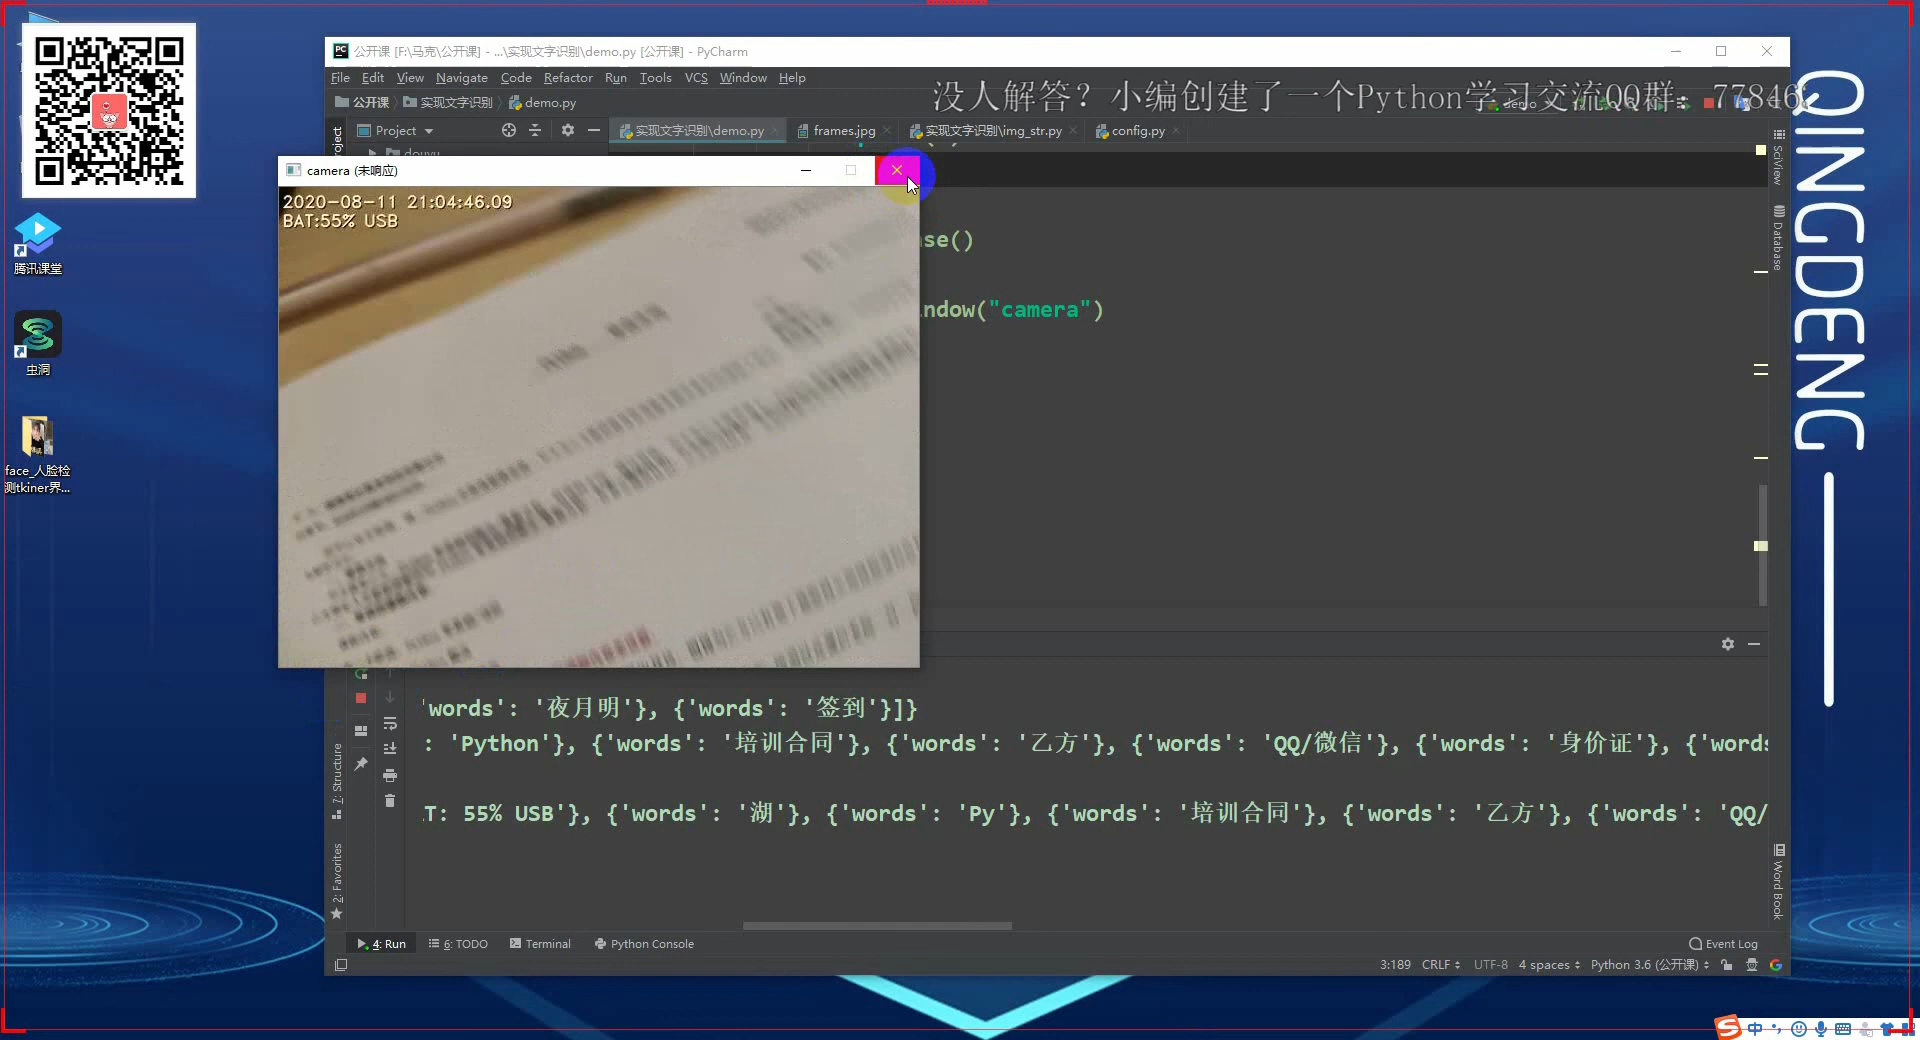 公开课 [F:\马克\公开课] - ...\实现文字识别\demo.py [公开课] - PyCharm
File Edit View Navigate Code Refactor Run Tools VCS Window Help
没人解答？小编创建了一个Python学习交流QQ群：77846
公开课 实现文字识别 demo.py
Project
实现文字识别\demo.py frames.jpg 实现文字识别\img_str.py config.py
camera (未响应)
2020-08-11 21:04:46.09
BAT:55% USB
se()
ndow("camera")
腾讯课堂
虫洞
face_人脸检
测tkiner界...
QINGDENG
SciView
Database
'words': '夜月明'}, {'words': '签到'}]}
: 'Python'}, {'words': '培训合同'}, {'words': '乙方'}, {'words': 'QQ/微信'}, {'words': '身价证'}, {'words
T: 55% USB'}, {'words': '湖'}, {'words': 'Py'}, {'words': '培训合同'}, {'words': '乙方'}, {'words': 'QQ/
7: Structure
2: Favorites
Word Book
4: Run 6: TODO Terminal Python Console Event Log
3:189 CRLF UTF-8 4 spaces Python 3.6 (公开课)
中